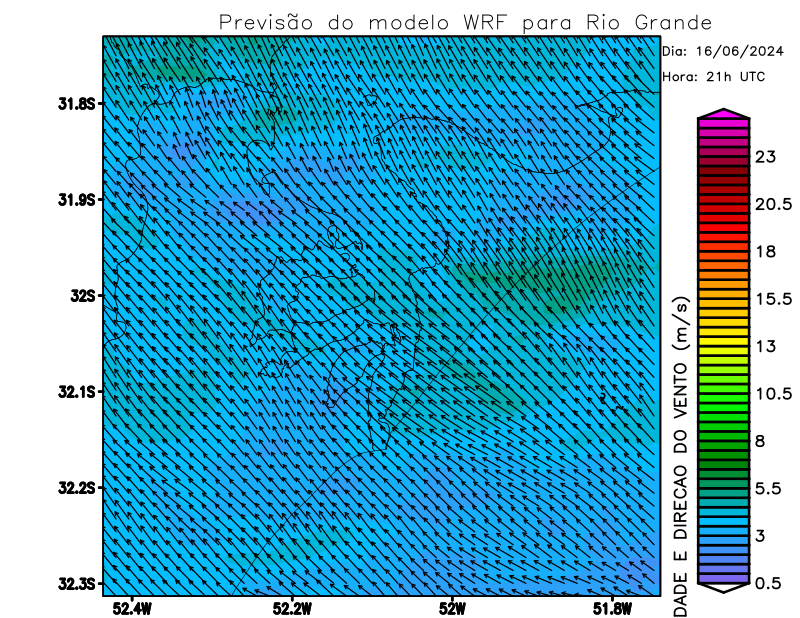 Previsão do modelo WRF para Rio Grande
Dia: 16/06/2024
Hora: 21h UTC
31.8S
31.9S
32S
32.1S
32.2S
32.3S
52.4W
52.2W
52W
51.8W
DADE E DIRECAO DO VENTO (m/s)
23
20.5
18
15.5
13
10.5
8
5.5
3
0.5